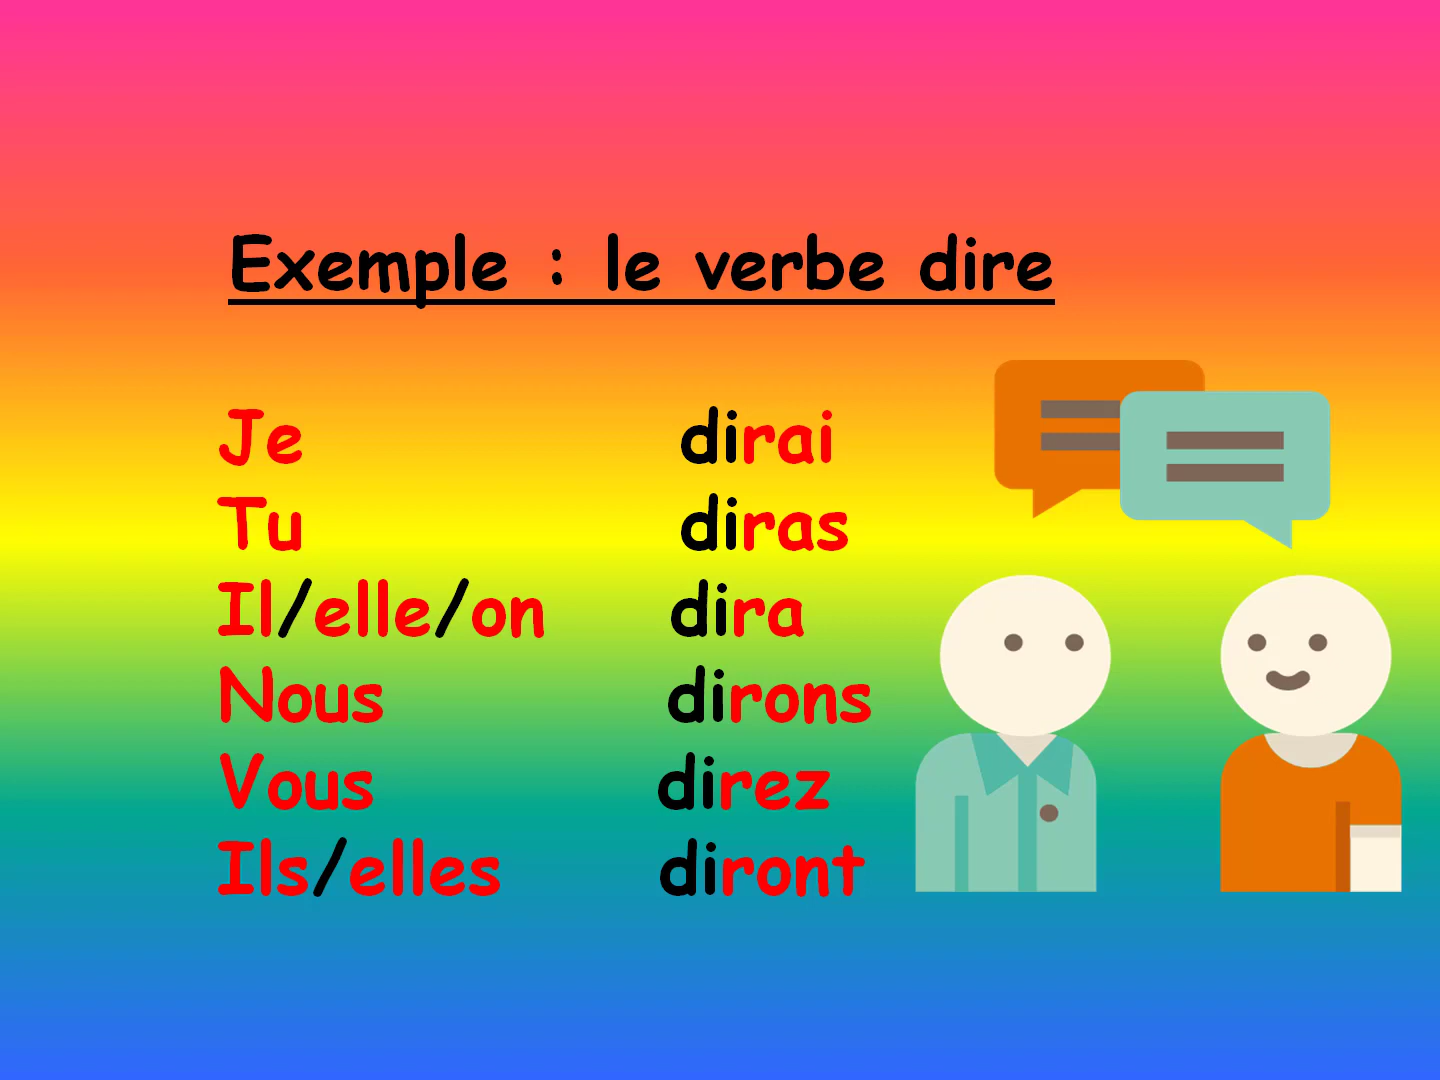 Exemple : le verbe dire
Je dirai
Tu diras
Il/elle/on dira
Nous dirons
Vous direz
Ils/elles diront